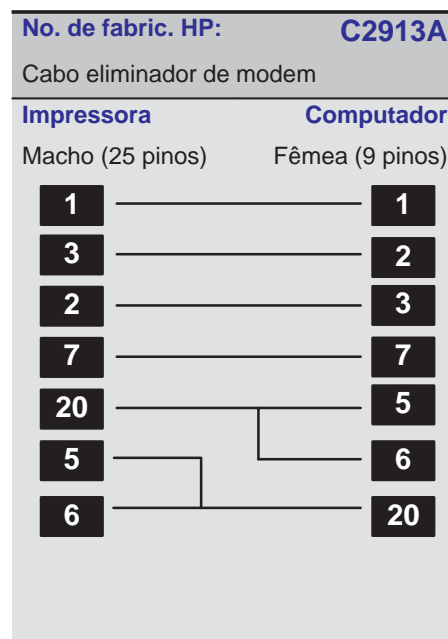 No. de fabric. HP: C2913A
Cabo eliminador de modem
Impressora Computador
Macho (25 pinos) Fêmea (9 pinos)
1 1
3 2
2 3
7 7
20 5
5 6
6 20